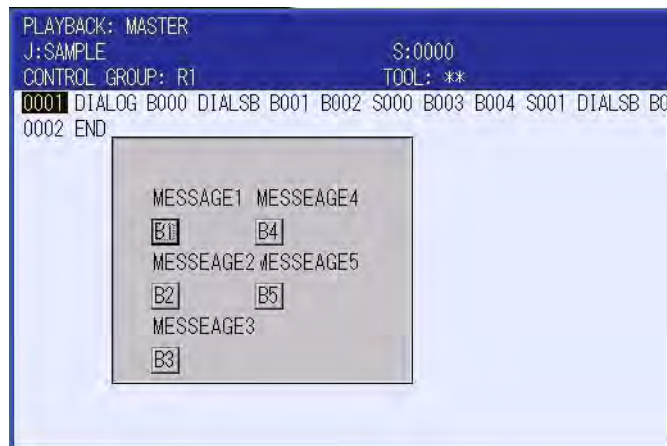 PLAYBACK: MASTER
J:SAMPLE S:0000
CONTROL GROUP: R1 TOOL: **
0001 DIALOG B000 DIALSB B001 B002 S000 B003 B004 S001 DIALSB
0002 END
MESSAGE1 MESSEAGE4
B1 B4
MESSEAGE2 MESSEAGE5
B2 B5
MESSEAGE3
B3